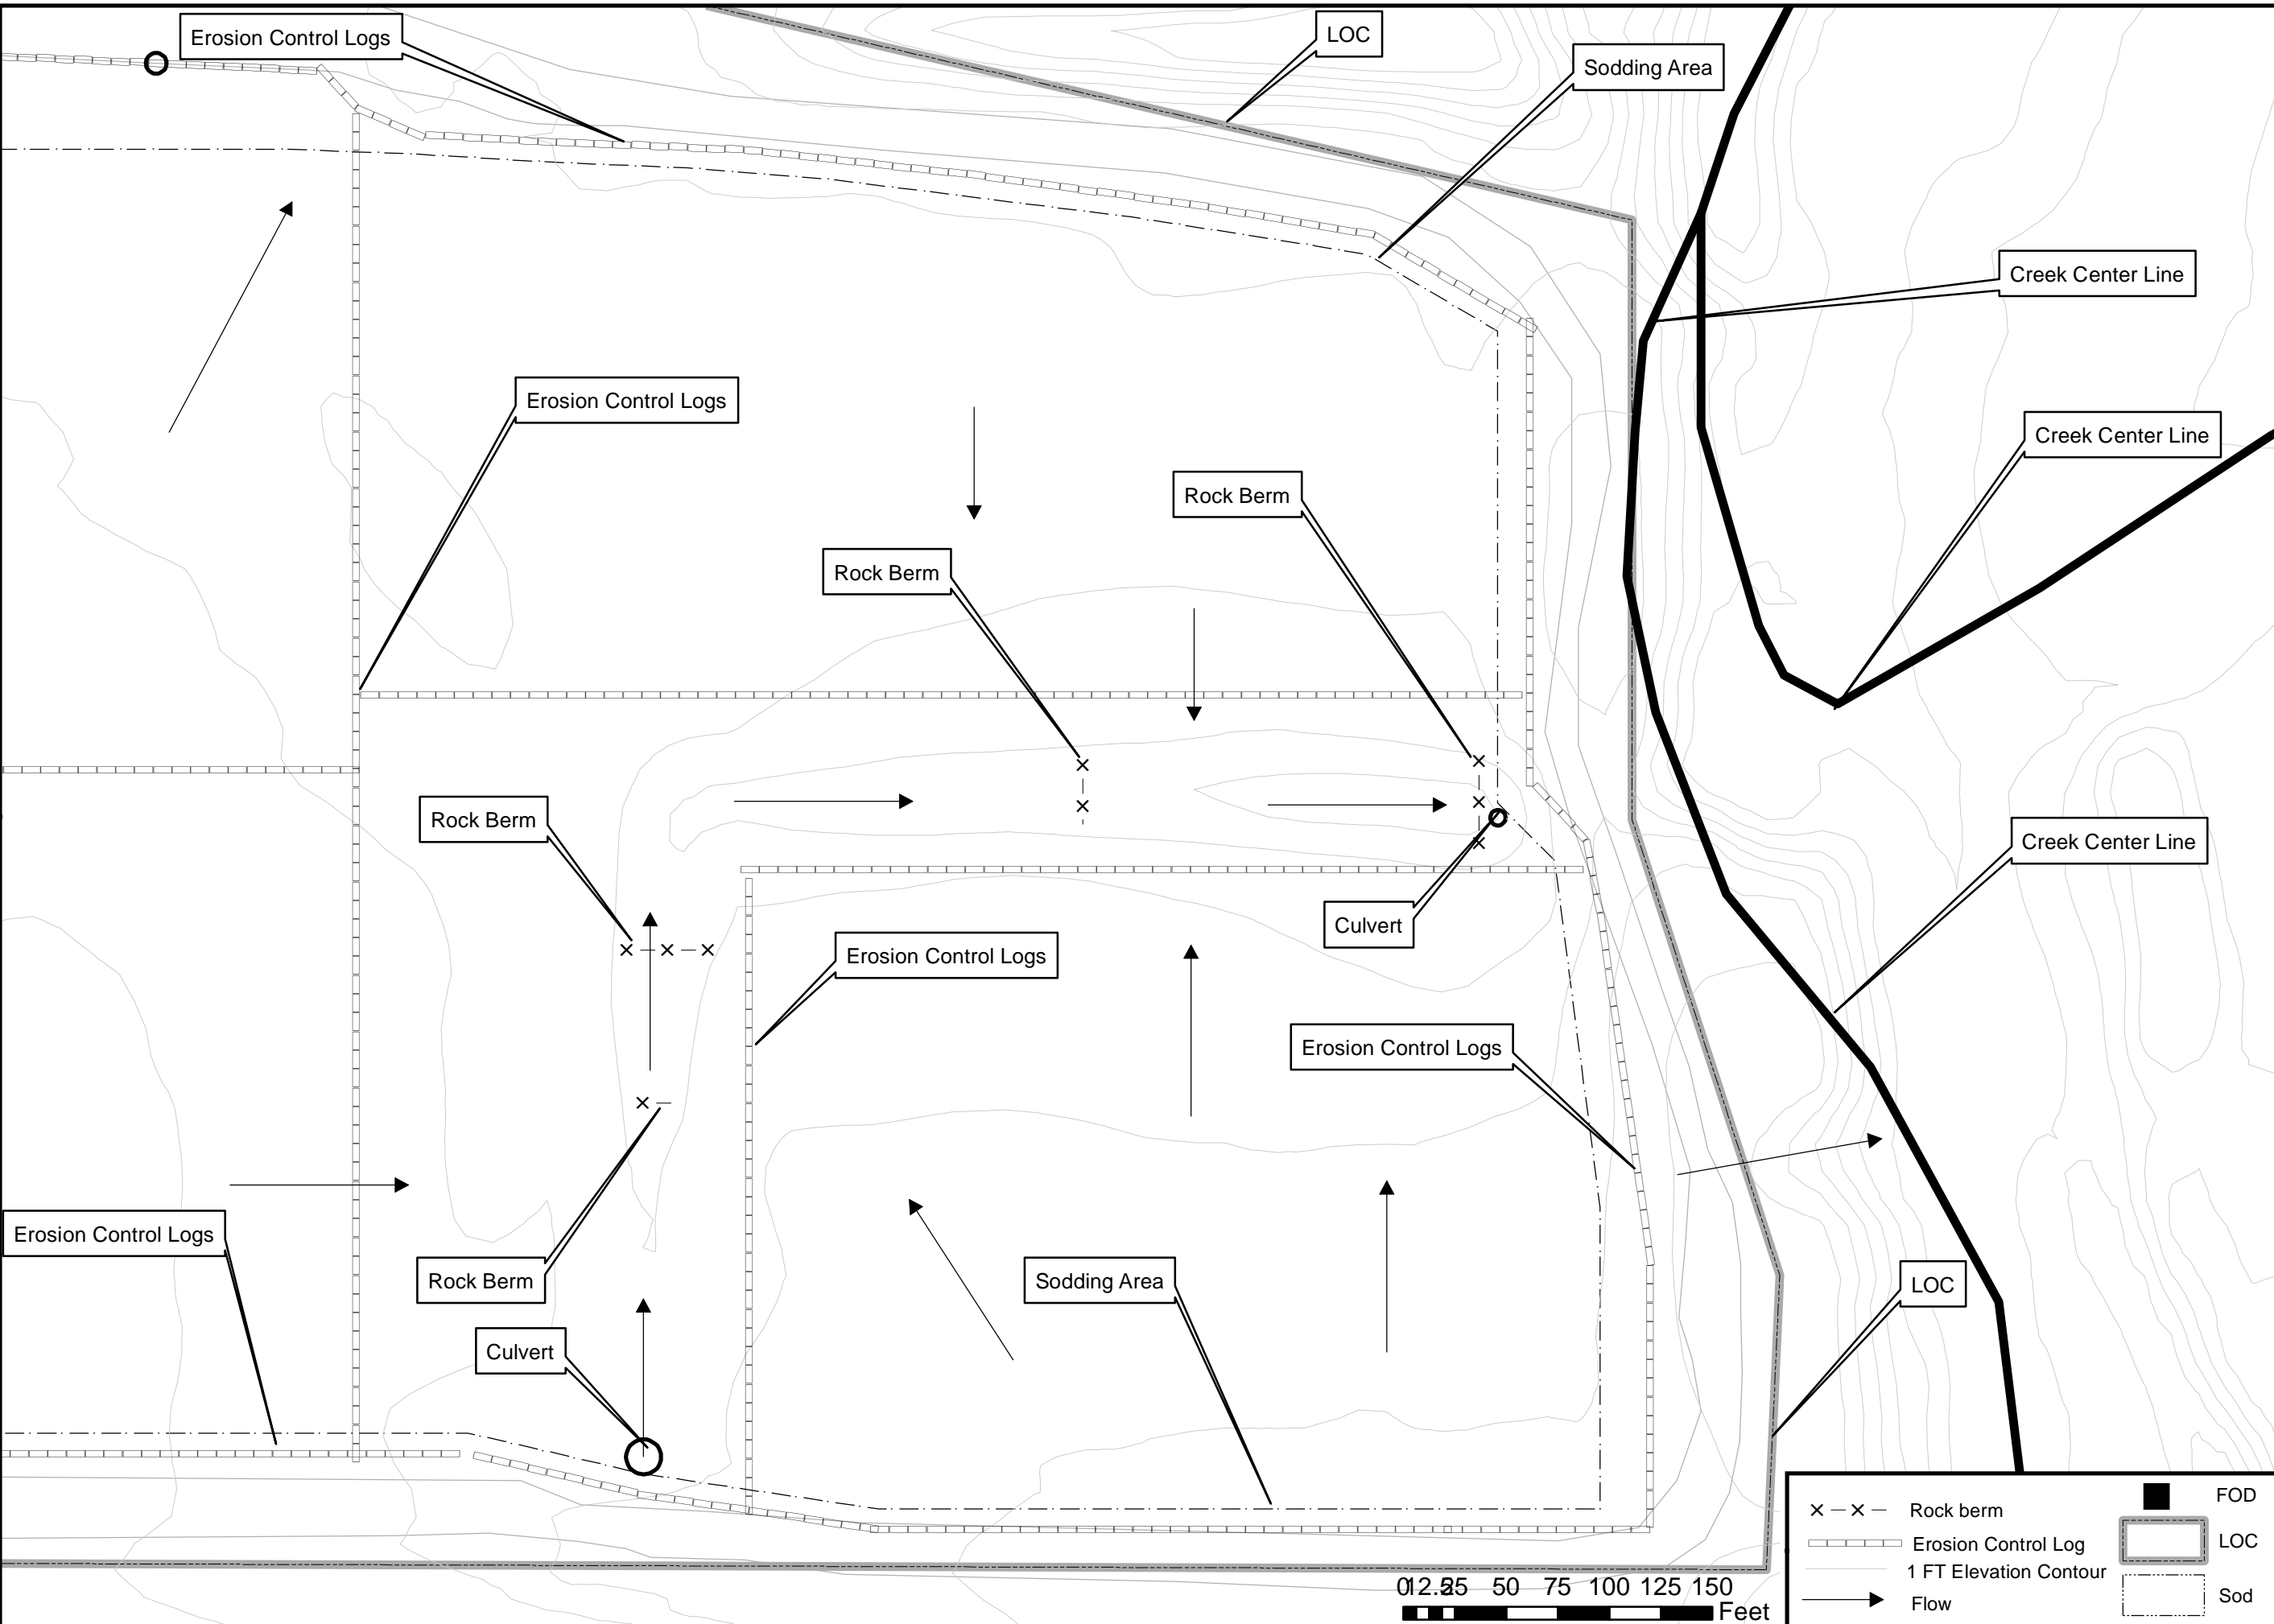 Erosion Control Logs
LOC
Sodding Area
Creek Center Line
Erosion Control Logs
Creek Center Line
Rock Berm
Rock Berm
Rock Berm
Creek Center Line
Culvert
Erosion Control Logs
Erosion Control Logs
Erosion Control Logs
Rock Berm
Sodding Area
LOC
Culvert
X – X – Rock berm
Erosion Control Log
1 FT Elevation Contour
Flow
FOD
LOC
Sod
0 12.5 25 50 75 100 125 150
Feet